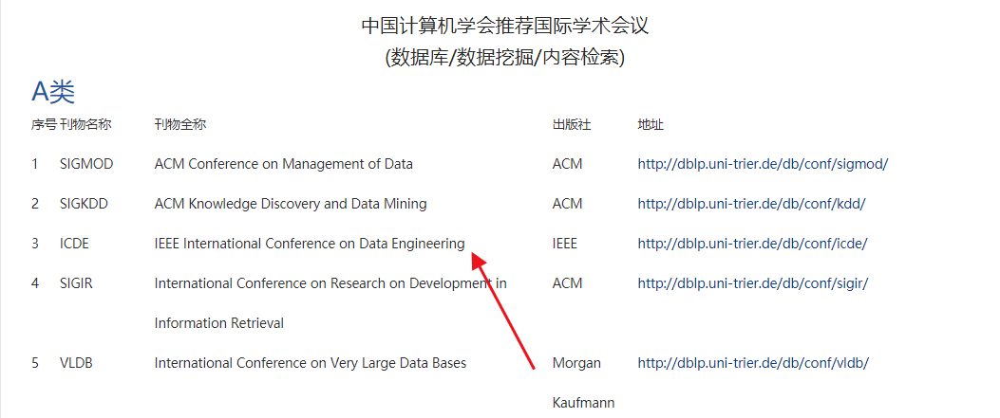 中国计算机学会推荐国际学术会议
(数据库/数据挖掘/内容检索)
A类
序号 刊物名称 刊物全称 出版社 地址
1 SIGMOD ACM Conference on Management of Data ACM http://dblp.uni-trier.de/db/conf/sigmod/
2 SIGKDD ACM Knowledge Discovery and Data Mining ACM http://dblp.uni-trier.de/db/conf/kdd/
3 ICDE IEEE International Conference on Data Engineering IEEE http://dblp.uni-trier.de/db/conf/icde/
4 SIGIR International Conference on Research on Development in ACM http://dblp.uni-trier.de/db/conf/sigir/
Information Retrieval
5 VLDB International Conference on Very Large Data Bases Morgan http://dblp.uni-trier.de/db/conf/vldb/
Kaufmann